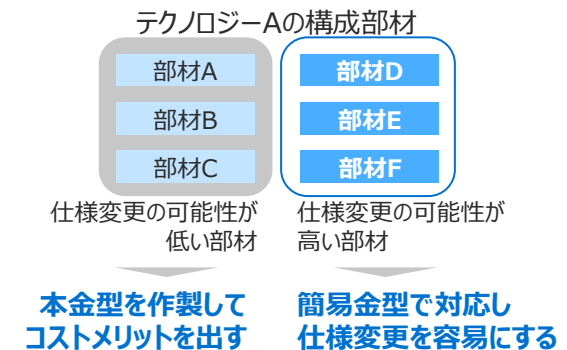 テクノロジーAの構成部材
部材A
部材B
部材C
仕様変更の可能性が
低い部材
本金型を作製して
コストメリットを出す
部材D
部材E
部材F
仕様変更の可能性が
高い部材
簡易金型で対応し
仕様変更を容易にする